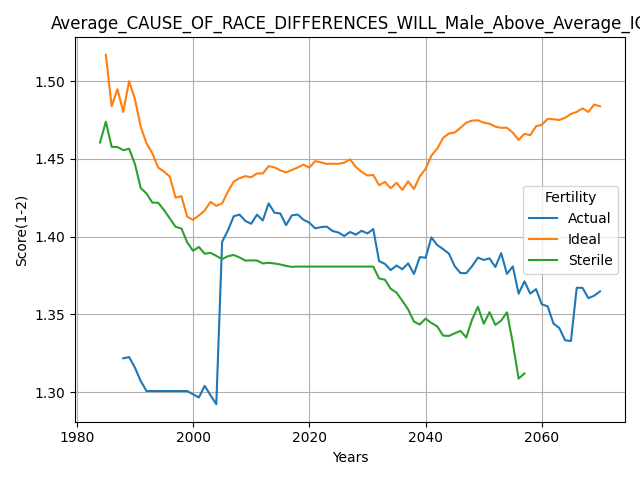 Average_CAUSE_OF_RACE_DIFFERENCES_WILL_Male_Above_Average_IQ
1.50
1.45
1.40
1.35
1.30
Score(1-2)
Fertility
Actual
Ideal
Sterile
1980
2000
2020
2040
2060
Years